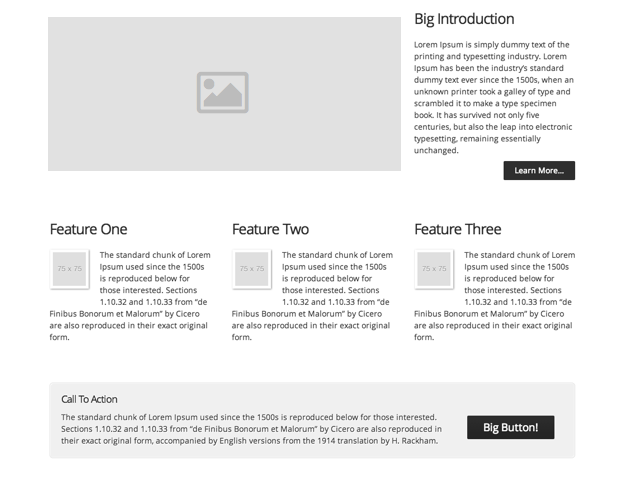 Big Introduction
Lorem Ipsum is simply dummy text of the
printing and typesetting industry. Lorem
Ipsum has been the industry's standard
dummy text ever since the 1500s, when an
unknown printer took a galley of type and
scrambled it to make a type specimen
book. It has survived not only five
centuries, but also the leap into electronic
typesetting, remaining essentially
unchanged.
Learn More...
Feature One
75 x 75
The standard chunk of Lorem
Ipsum used since the 1500s
is reproduced below for
those interested. Sections
1.10.32 and 1.10.33 from “de
Finibus Bonorum et Malorum” by Cicero
are also reproduced in their exact original
form.
Feature Two
75 x 75
The standard chunk of Lorem
Ipsum used since the 1500s
is reproduced below for
those interested. Sections
1.10.32 and 1.10.33 from “de
Finibus Bonorum et Malorum” by Cicero
are also reproduced in their exact original
form.
Feature Three
75 x 75
The standard chunk of Lorem
Ipsum used since the 1500s
is reproduced below for
those interested. Sections
1.10.32 and 1.10.33 from “de
Finibus Bonorum et Malorum” by Cicero
are also reproduced in their exact original
form.
Call To Action
The standard chunk of Lorem Ipsum used since the 1500s is reproduced below for those interested.
Sections 1.10.32 and 1.10.33 from “de Finibus Bonorum et Malorum” by Cicero are also reproduced in
their exact original form, accompanied by English versions from the 1914 translation by H. Rackham.
Big Button!